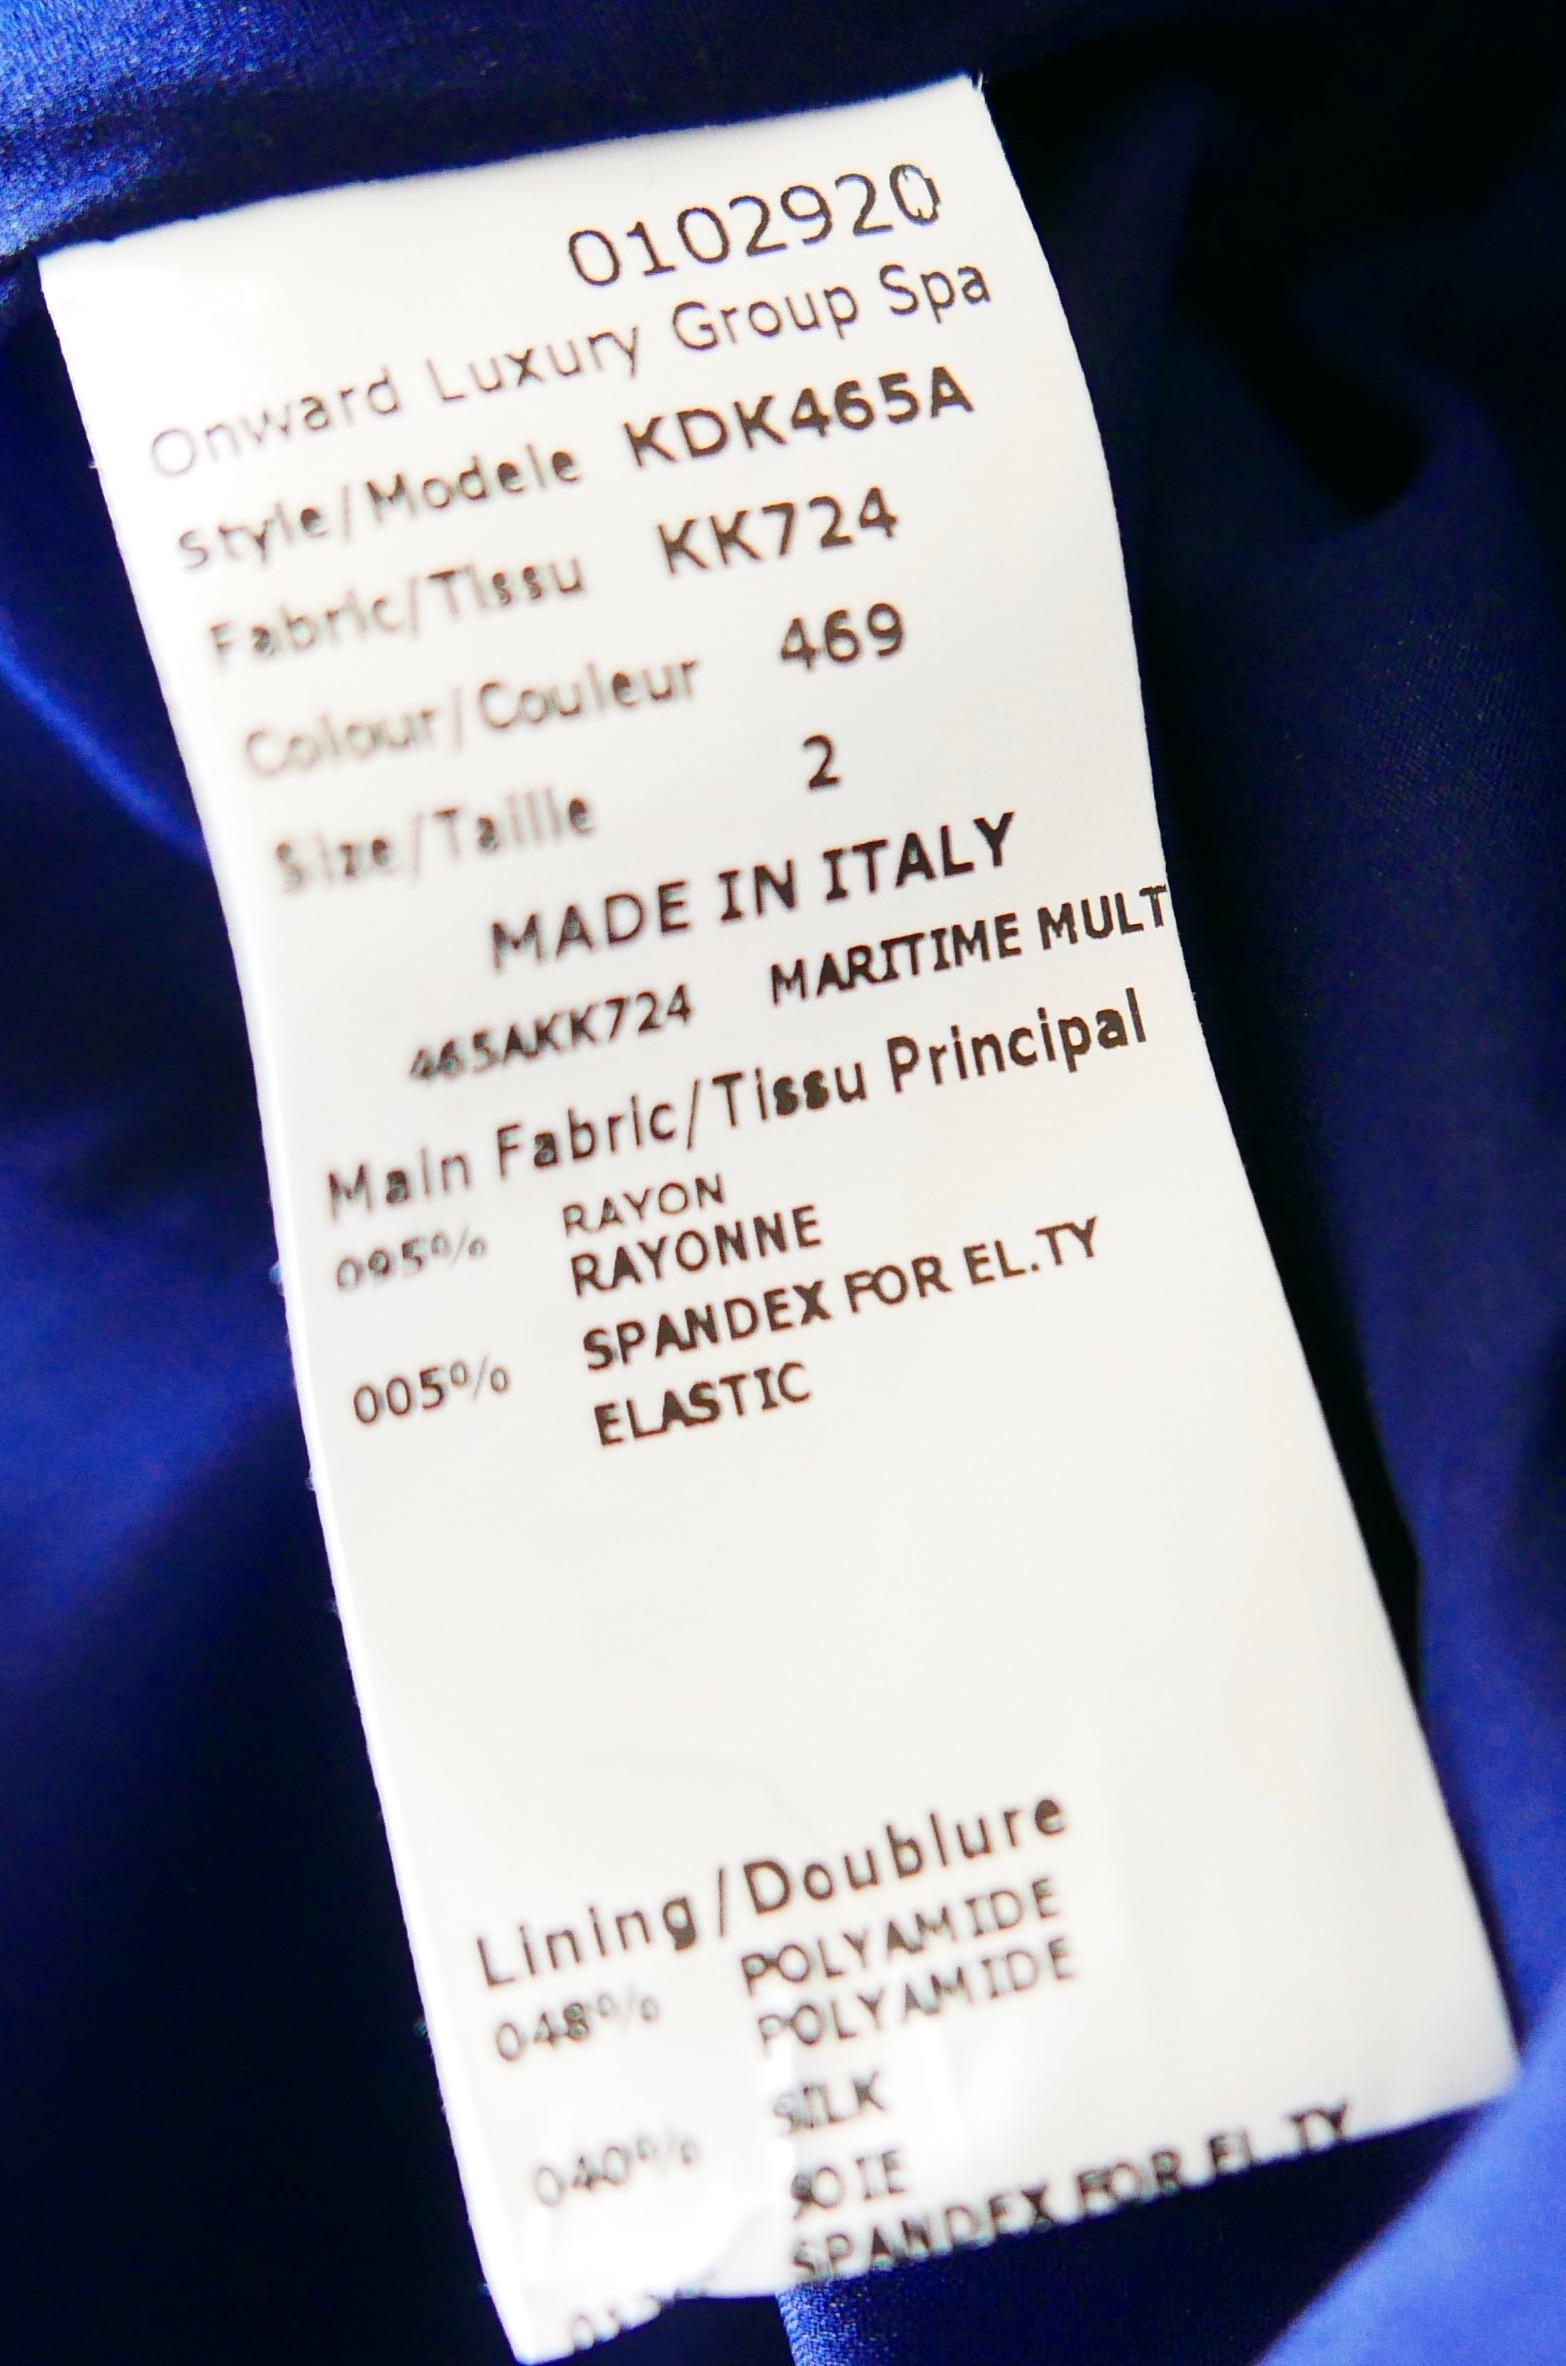 0102920
Onward Luxury Group Spa
Style/Modele KDK465A
Fabric/Tissu KK724
Colour/Couleur 469
Size/Taille 2
MADE IN ITALY
465AKK724 MARITIME MULT
Main Fabric/Tissu Principal
095% RAYON
RAYONNE
005% SPANDEX FOR EL.TY
ELASTIC
Lining/Doublure
048% POLYAMIDE
POLYAMIDE
040% SILK
SOIE
SPANDEX FOR EL.TY